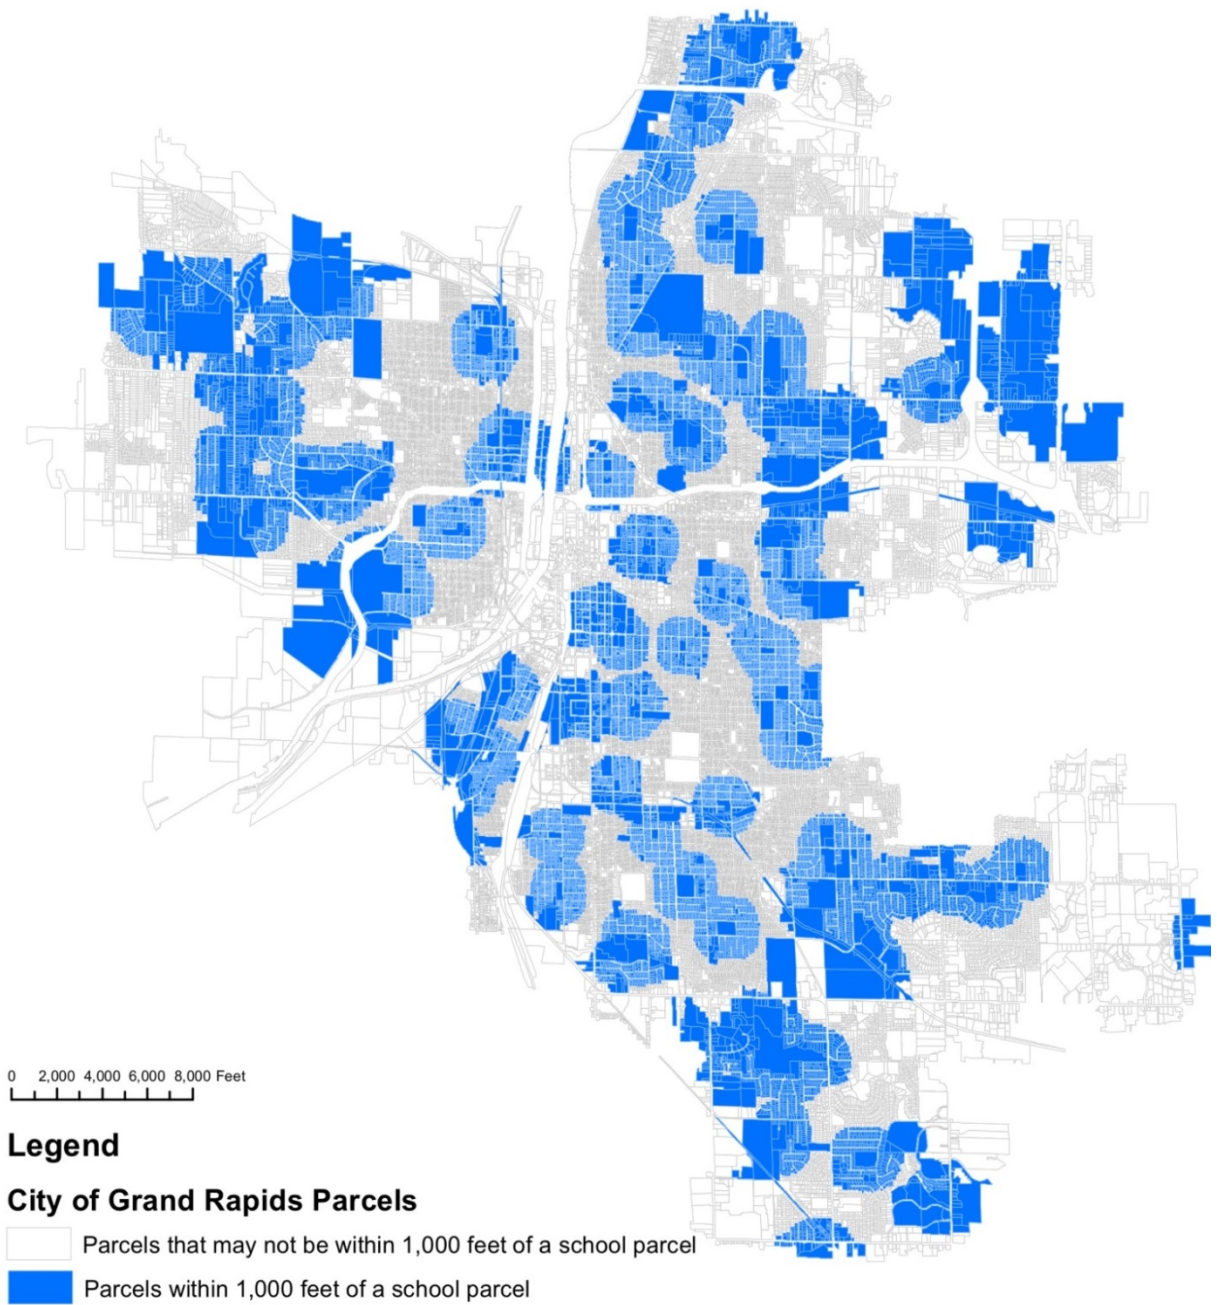 0 2,000 4,000 6,000 8,000 Feet
Legend
City of Grand Rapids Parcels
Parcels that may not be within 1,000 feet of a school parcel
Parcels within 1,000 feet of a school parcel